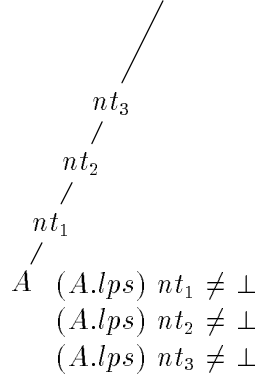 nt₃
nt₂
nt₁
A (A.lps) nt₁ ≠ ⊥
(A.lps) nt₂ ≠ ⊥
(A.lps) nt₃ ≠ ⊥